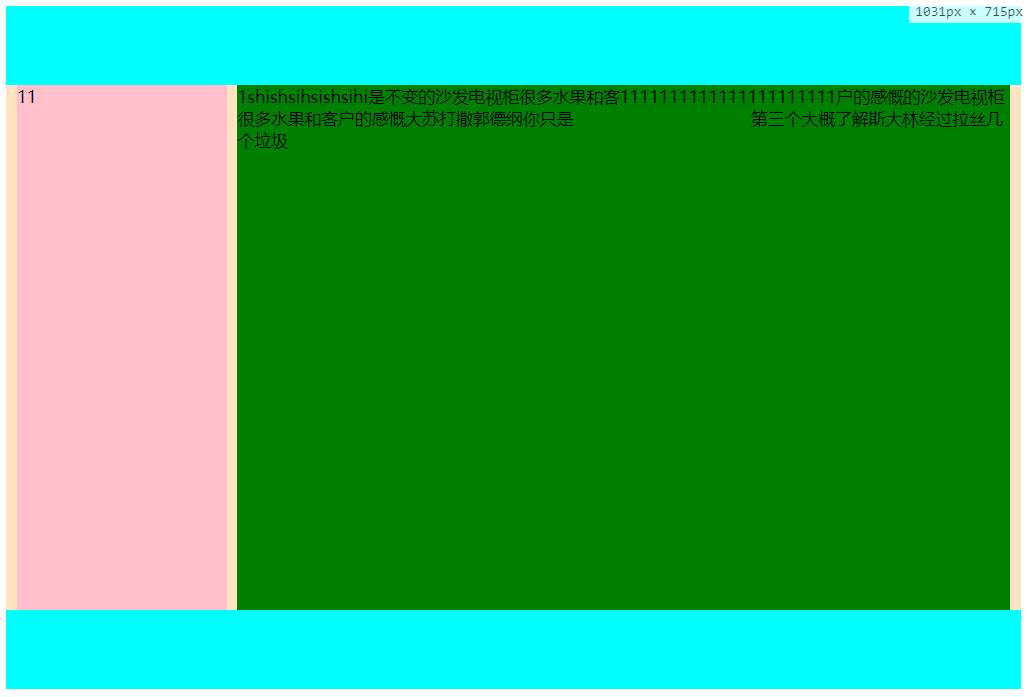 1031px × 715px
11
1shishsihsishsihi是不变的沙发电视柜很多水果和客1111111111111111111111户的感慨的沙发电视柜
很多水果和客户的感慨大苏打撒郭德纲你只是 第三个大概了解斯大林经过拉丝几
个垃圾